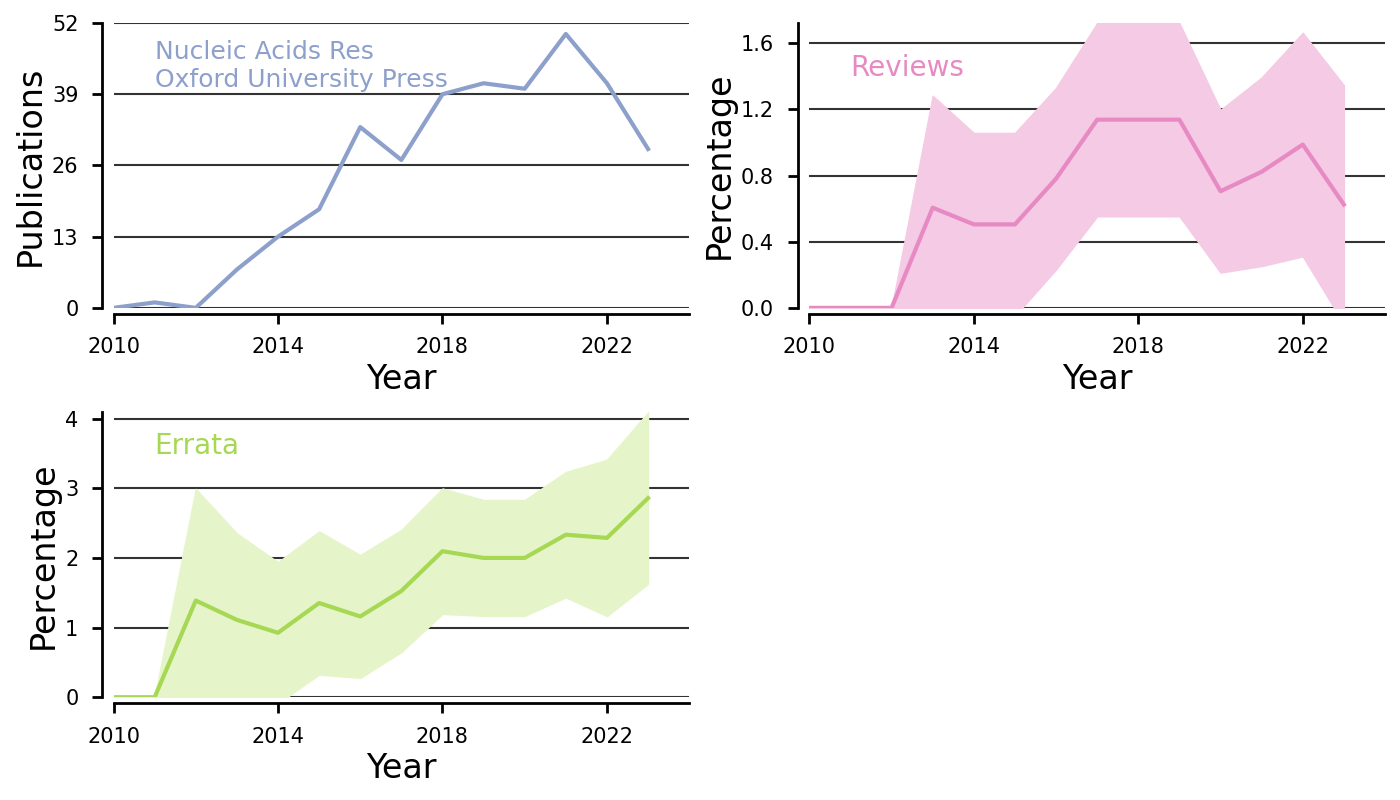 52
39
26
13
0
Publications
Nucleic Acids Res
Oxford University Press
2010 2014 2018 2022
Year
1.6
1.2
0.8
0.4
0.0
Percentage
Reviews
2010 2014 2018 2022
Year
4
3
2
1
0
Percentage
Errata
2010 2014 2018 2022
Year